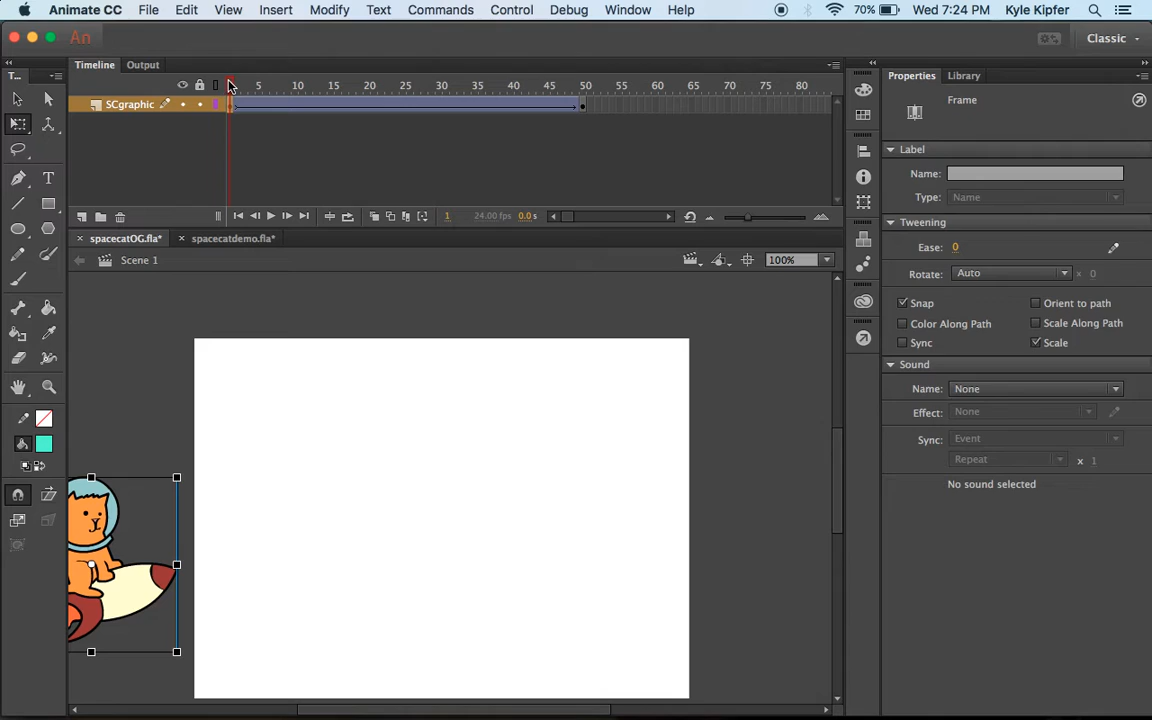 Animate CC File Edit View Insert Modify Text Commands Control Debug Window Help 70% Wed 7:24 PM Kyle Kipfer
An Classic
Timeline Output
T... Properties Library
5 10 15 20 25 30 35 40 45 50 55 60 65 70 75 80
SCgraphic
Frame
Label
Name:
Type: Name
1 24.00 fps 0.0 s
Tweening
spacecatOG.fla* spacecatdemo.fla*
Ease: 0
Scene 1 100%
Rotate: Auto x 0
Snap Orient to path
Color Along Path Scale Along Path
Sync Scale
Sound
Name: None
Effect: None
Sync: Event
Repeat x 1
No sound selected